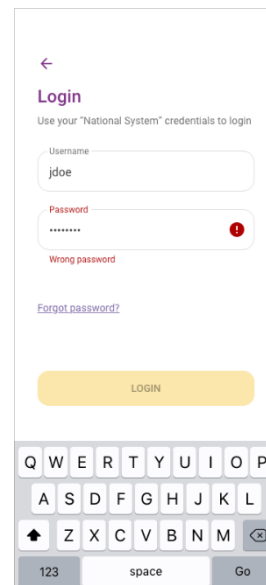 Login
Use your "National System" credentials to login
Username
jdoe
Password
••••••••
Wrong password
Forgot password?
LOGIN
Q W E R T Y U I O P
A S D F G H J K L
Z X C V B N M
123 space Go